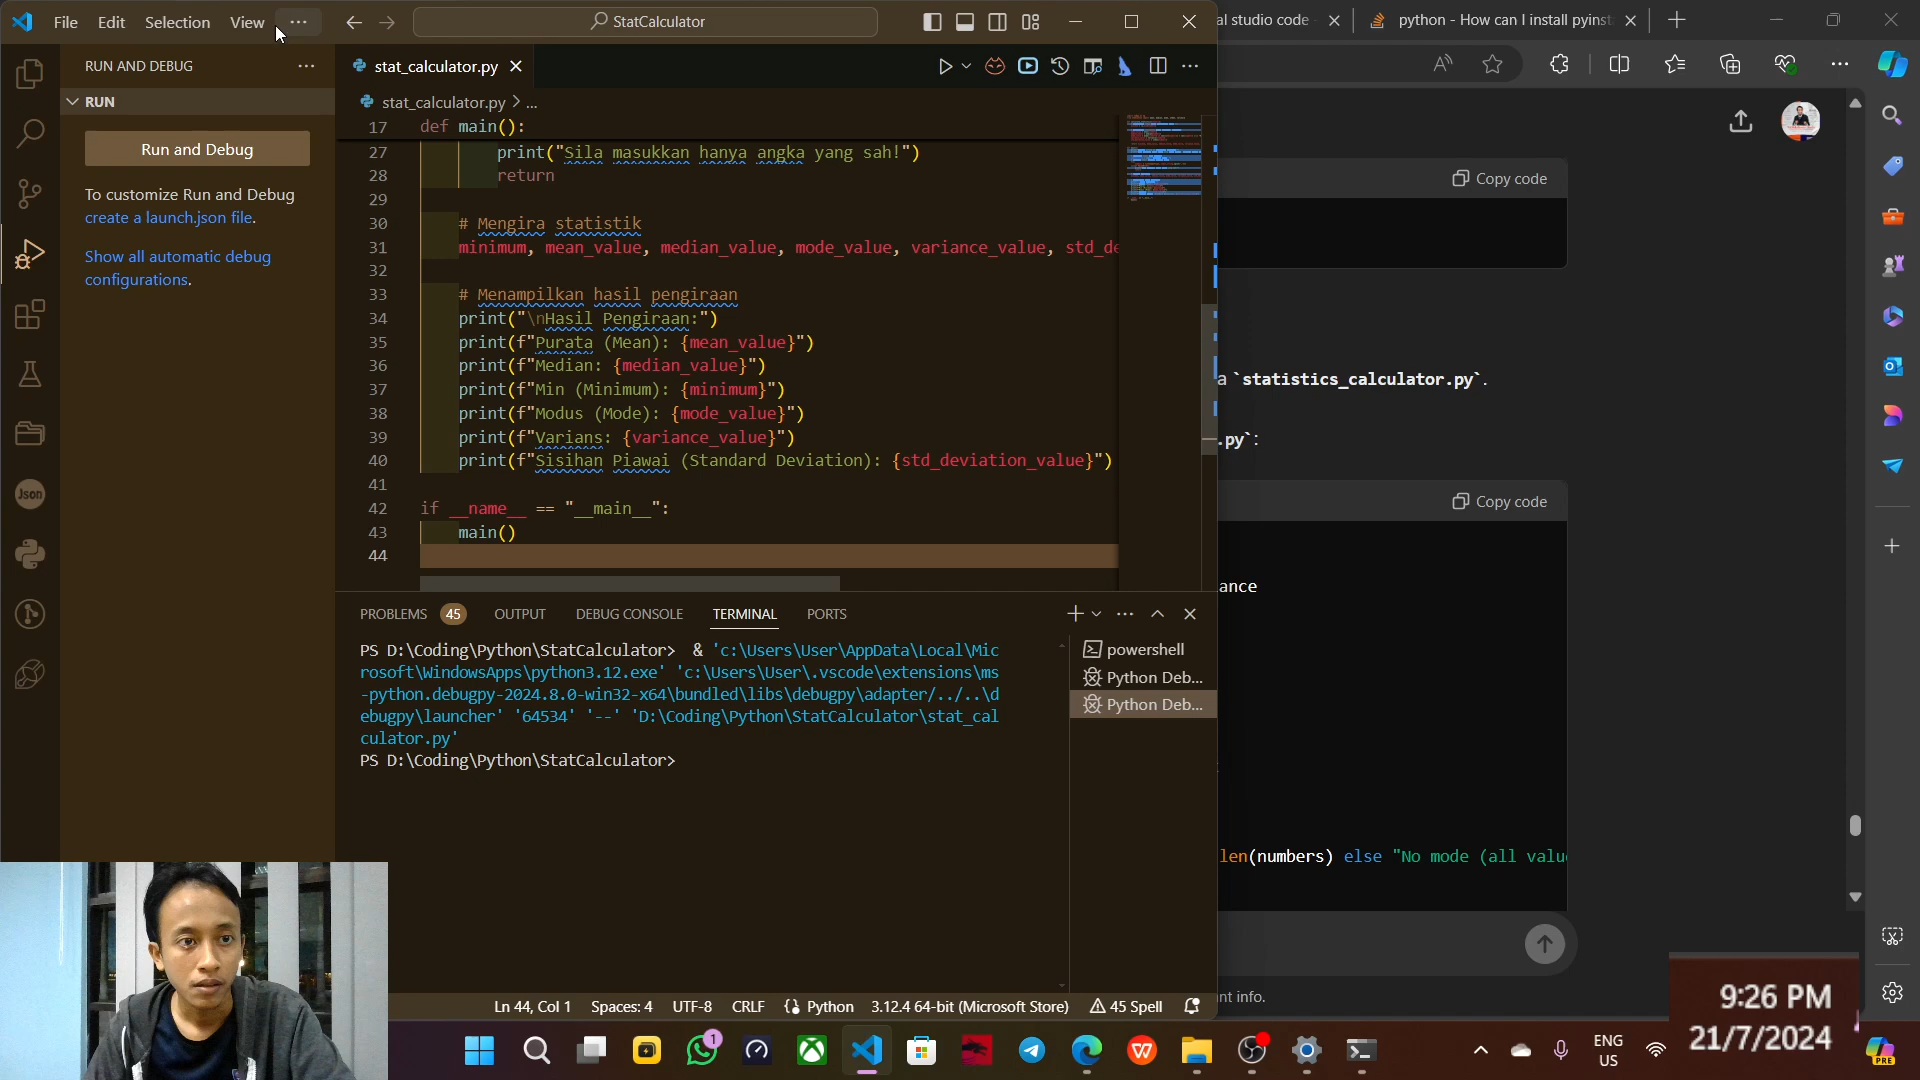 File Edit Selection View ... StatCalculator
al studio code
python - How can I install pyinst
RUN AND DEBUG
RUN
Run and Debug
To customize Run and Debug
create a launch.json file.
Show all automatic debug
configurations.
stat_calculator.py
stat_calculator.py > ...
17 def main():
27 print("Sila masukkan hanya angka yang sah!")
28 return
29
30 # Mengira statistik
31 minimum, mean_value, median_value, mode_value, variance_value, std_de
32
33 # Menampilkan hasil pengiraan
34 print("\nHasil Pengiraan:")
35 print(f"Purata (Mean): {mean_value}")
36 print(f"Median: {median_value}")
37 print(f"Min (Minimum): {minimum}")
38 print(f"Modus (Mode): {mode_value}")
39 print(f"Varians: {variance_value}")
40 print(f"Sisihan Piawai (Standard Deviation): {std_deviation_value}")
41
42 if __name__ == "__main__":
43 main()
44
PROBLEMS 45 OUTPUT DEBUG CONSOLE TERMINAL PORTS
PS D:\Coding\Python\StatCalculator> & 'c:\Users\User\AppData\Local\Mic
rosoft\WindowsApps\python3.12.exe' 'c:\Users\User\.vscode\extensions\ms
-python.debugpy-2024.8.0-win32-x64\bundled\libs\debugpy\adapter/../..\d
ebugpy\launcher' '64534' '--' 'D:\Coding\Python\StatCalculator\stat_cal
culator.py'
PS D:\Coding\Python\StatCalculator>
powershell
Python Deb...
Python Deb...
Ln 44, Col 1 Spaces: 4 UTF-8 CRLF Python 3.12.4 64-bit (Microsoft Store) 45 Spell
Copy code
a `statistics_calculator.py`.
.py`:
Copy code
ance
len(numbers) else "No mode (all valu
nt info.
Json
1
ENG
US
9:26 PM
21/7/2024
PRE